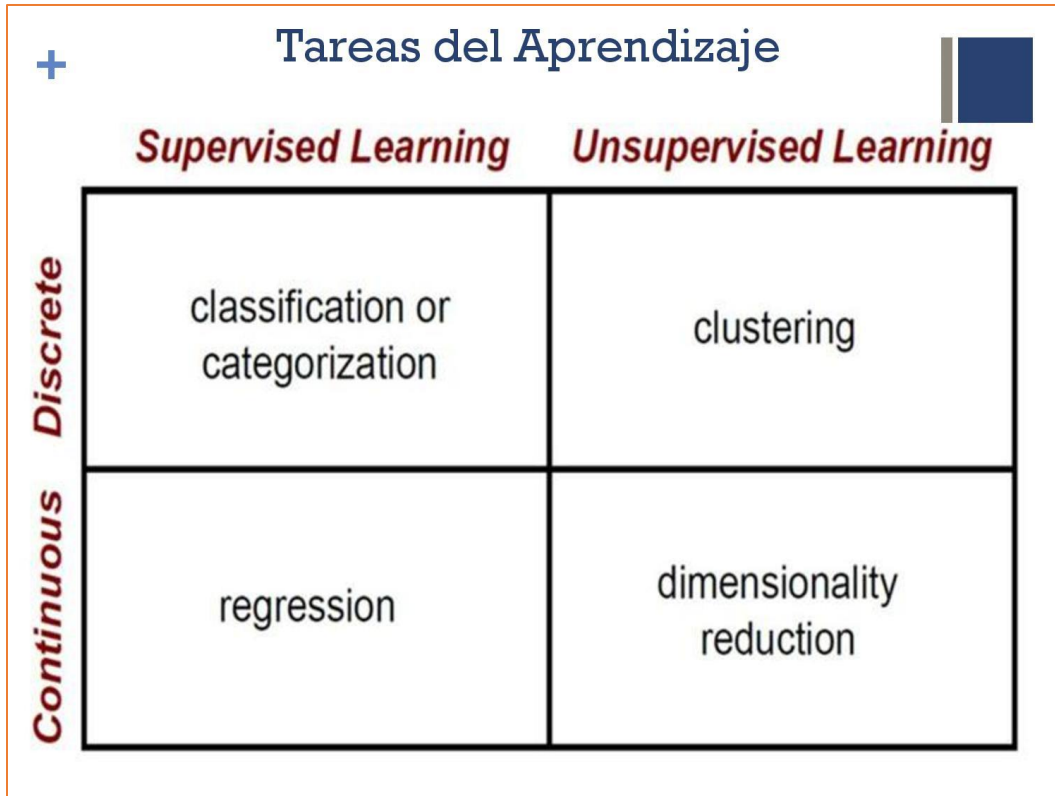 +
Tareas del Aprendizaje
Supervised Learning
Unsupervised Learning
Discrete
classification or
categorization
clustering
Continuous
regression
dimensionality
reduction